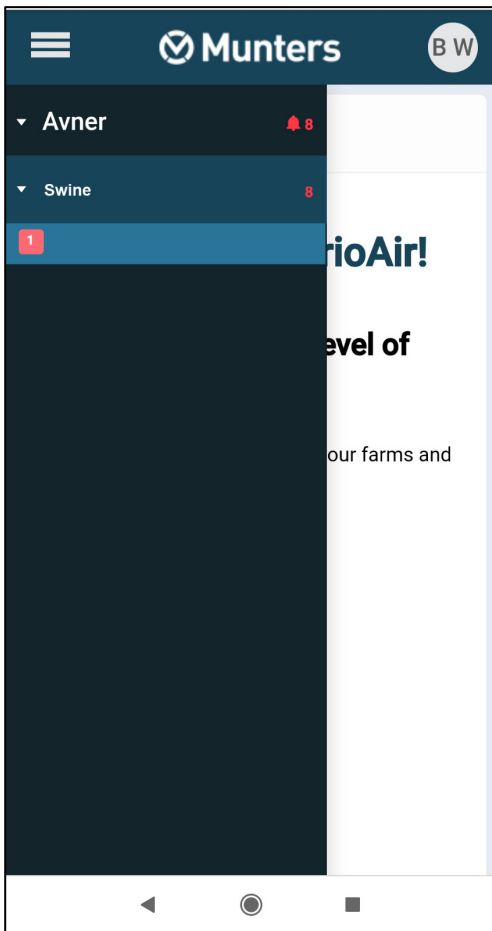 Munters
B W
Avner 8
Swine 8
1
rioAir!
evel of
our farms and